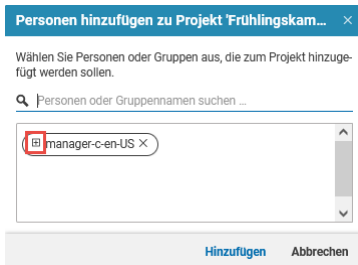 Personen hinzufügen zu Projekt 'Frühlingskam...
Wählen Sie Personen oder Gruppen aus, die zum Projekt hinzuge-
fügt werden sollen.
Personen oder Gruppennamen suchen ...
manager-c-en-US
Hinzufügen Abbrechen